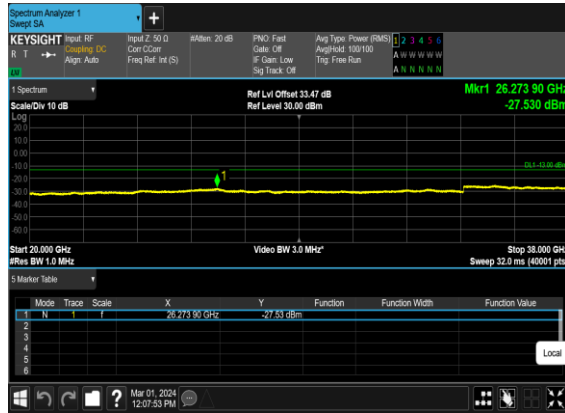 Spectrum Analyzer 1
Swept SA
+
KEYSIGHT Input: RF Input Z: 50 Ω #Atten: 20 dB PNO: Fast Avg Type: Power (RMS) 1 2 3 4 5 6
R T Coupling: DC Corr CCorr Gate: Off Avg|Hold: 100/100 A W W W W W
Align: Auto Freq Ref: Int (S) IF Gain: Low Trig: Free Run
Sig Track: Off A N N N N N
1 Spectrum Ref Lvl Offset 33.47 dB Mkr1 26.273 90 GHz
Scale/Div 10 dB Ref Level 30.00 dBm -27.530 dBm
Log
20.0
10.0
0.00
-10.0
DL1 -13.00 dBm
-20.0
1
-30.0
-40.0
-50.0
-60.0
Start 20.000 GHz Video BW 3.0 MHz* Stop 38.000 GH
#Res BW 1.0 MHz Sweep 32.0 ms (40001 pts
5 Marker Table
Mode Trace Scale X Y Function Function Width Function Value
1 N 1 f 26.273 90 GHz -27.53 dBm
2
3
4
5
6
Local
? Mar 01, 2024
12:07:53 PM